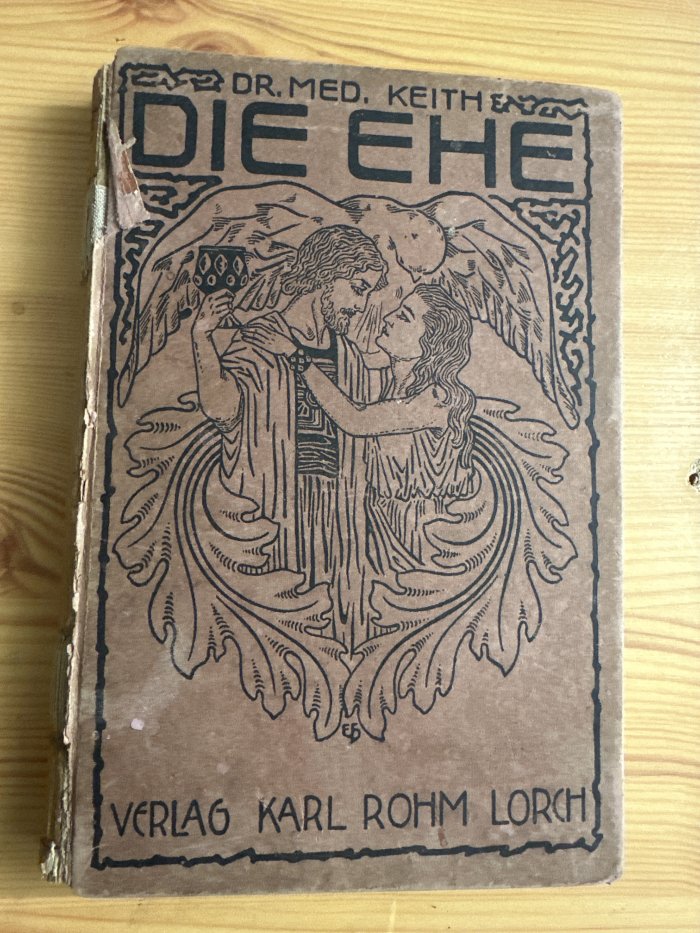 DR. MED. KEITH
DIE EHE
VERLAG KARL ROHM LORCH